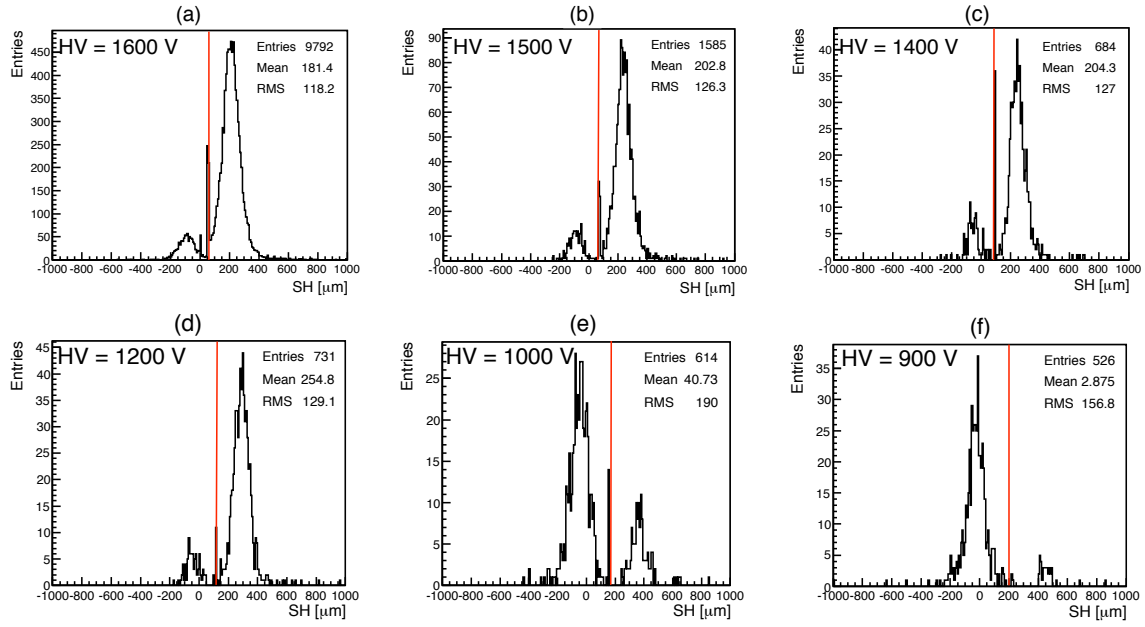 (a)
HV = 1600 V
Entries 9792
Mean 181.4
RMS 118.2
Entries
450
400
350
300
250
200
150
100
50
0
-1000 -800 -600 -400 -200 0 200 400 600 800 1000
SH [μm]
(b)
HV = 1500 V
Entries 1585
Mean 202.8
RMS 126.3
Entries
90
80
70
60
50
40
30
20
10
0
-1000 -800 -600 -400 -200 0 200 400 600 800 1000
SH [μm]
(c)
HV = 1400 V
Entries 684
Mean 204.3
RMS 127
Entries
40
35
30
25
20
15
10
5
0
-1000 -800 -600 -400 -200 0 200 400 600 800 1000
SH [μm]
(d)
HV = 1200 V
Entries 731
Mean 254.8
RMS 129.1
Entries
45
40
35
30
25
20
15
10
5
0
-1000 -800 -600 -400 -200 0 200 400 600 800 1000
SH [μm]
(e)
HV = 1000 V
Entries 614
Mean 40.73
RMS 190
Entries
25
20
15
10
5
0
-1000 -800 -600 -400 -200 0 200 400 600 800 1000
SH [μm]
(f)
HV = 900 V
Entries 526
Mean 2.875
RMS 156.8
Entries
35
30
25
20
15
10
5
0
-1000 -800 -600 -400 -200 0 200 400 600 800 1000
SH [μm]